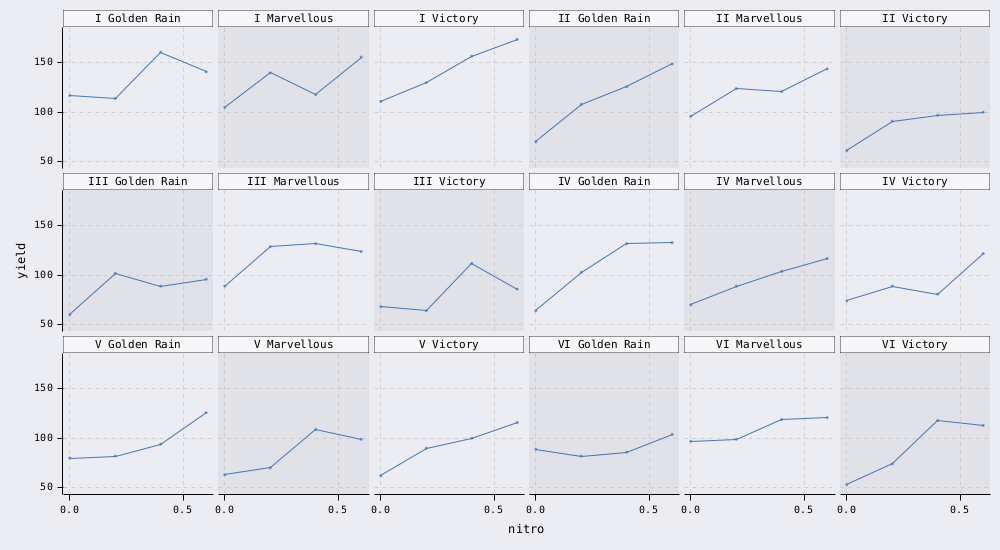 I Golden Rain I Marvellous I Victory II Golden Rain II Marvellous II Victory
150
100
50
III Golden Rain III Marvellous III Victory IV Golden Rain IV Marvellous IV Victory
150
100
50
yield
V Golden Rain V Marvellous V Victory VI Golden Rain VI Marvellous VI Victory
150
100
50
0.0 0.5 0.0 0.5 0.0 0.5 0.0 0.5 0.0 0.5 0.0 0.5
nitro